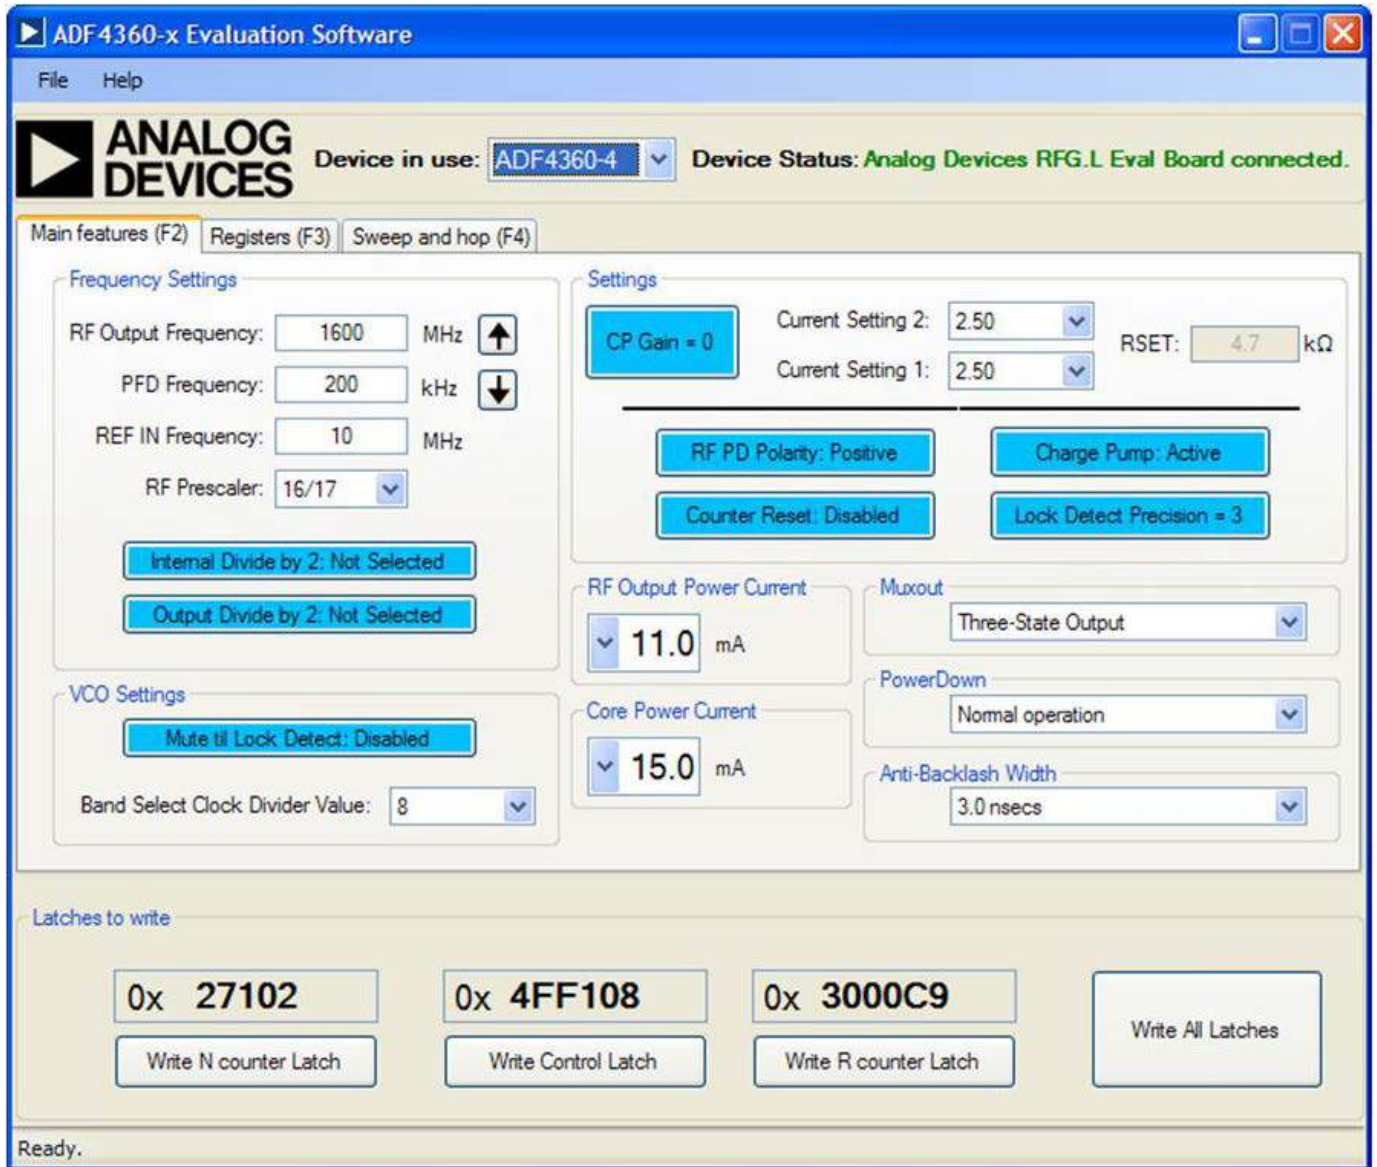 ADF4360-x Evaluation Software
File Help
ANALOG
DEVICES
Device in use: ADF4360-4 Device Status: Analog Devices RFG.L Eval Board connected.
Main features (F2) Registers (F3) Sweep and hop (F4)
Frequency Settings
RF Output Frequency: 1600 MHz
PFD Frequency: 200 kHz
REF IN Frequency: 10 MHz
RF Prescaler: 16/17
Internal Divide by 2: Not Selected
Output Divide by 2: Not Selected
VCO Settings
Mute til Lock Detect: Disabled
Band Select Clock Divider Value: 8
Settings
CP Gain = 0
Current Setting 2: 2.50
Current Setting 1: 2.50
RSET: 4.7 kΩ
RF PD Polarity: Positive
Charge Pump: Active
Counter Reset: Disabled
Lock Detect Precision = 3
RF Output Power Current
11.0 mA
Core Power Current
15.0 mA
Muxout
Three-State Output
PowerDown
Normal operation
Anti-Backlash Width
3.0 nsecs
Latches to write
0x 27102
0x 4FF108
0x 3000C9
Write N counter Latch
Write Control Latch
Write R counter Latch
Write All Latches
Ready.